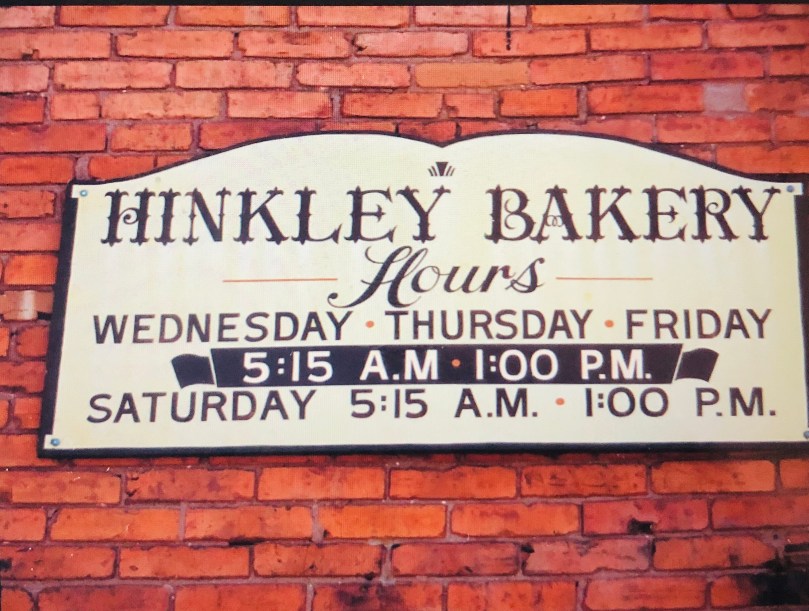 HINKLEY BAKERY
Hours
WEDNESDAY · THURSDAY · FRIDAY
5:15 A.M · 1:00 P.M.
SATURDAY 5:15 A.M. · 1:00 P.M.